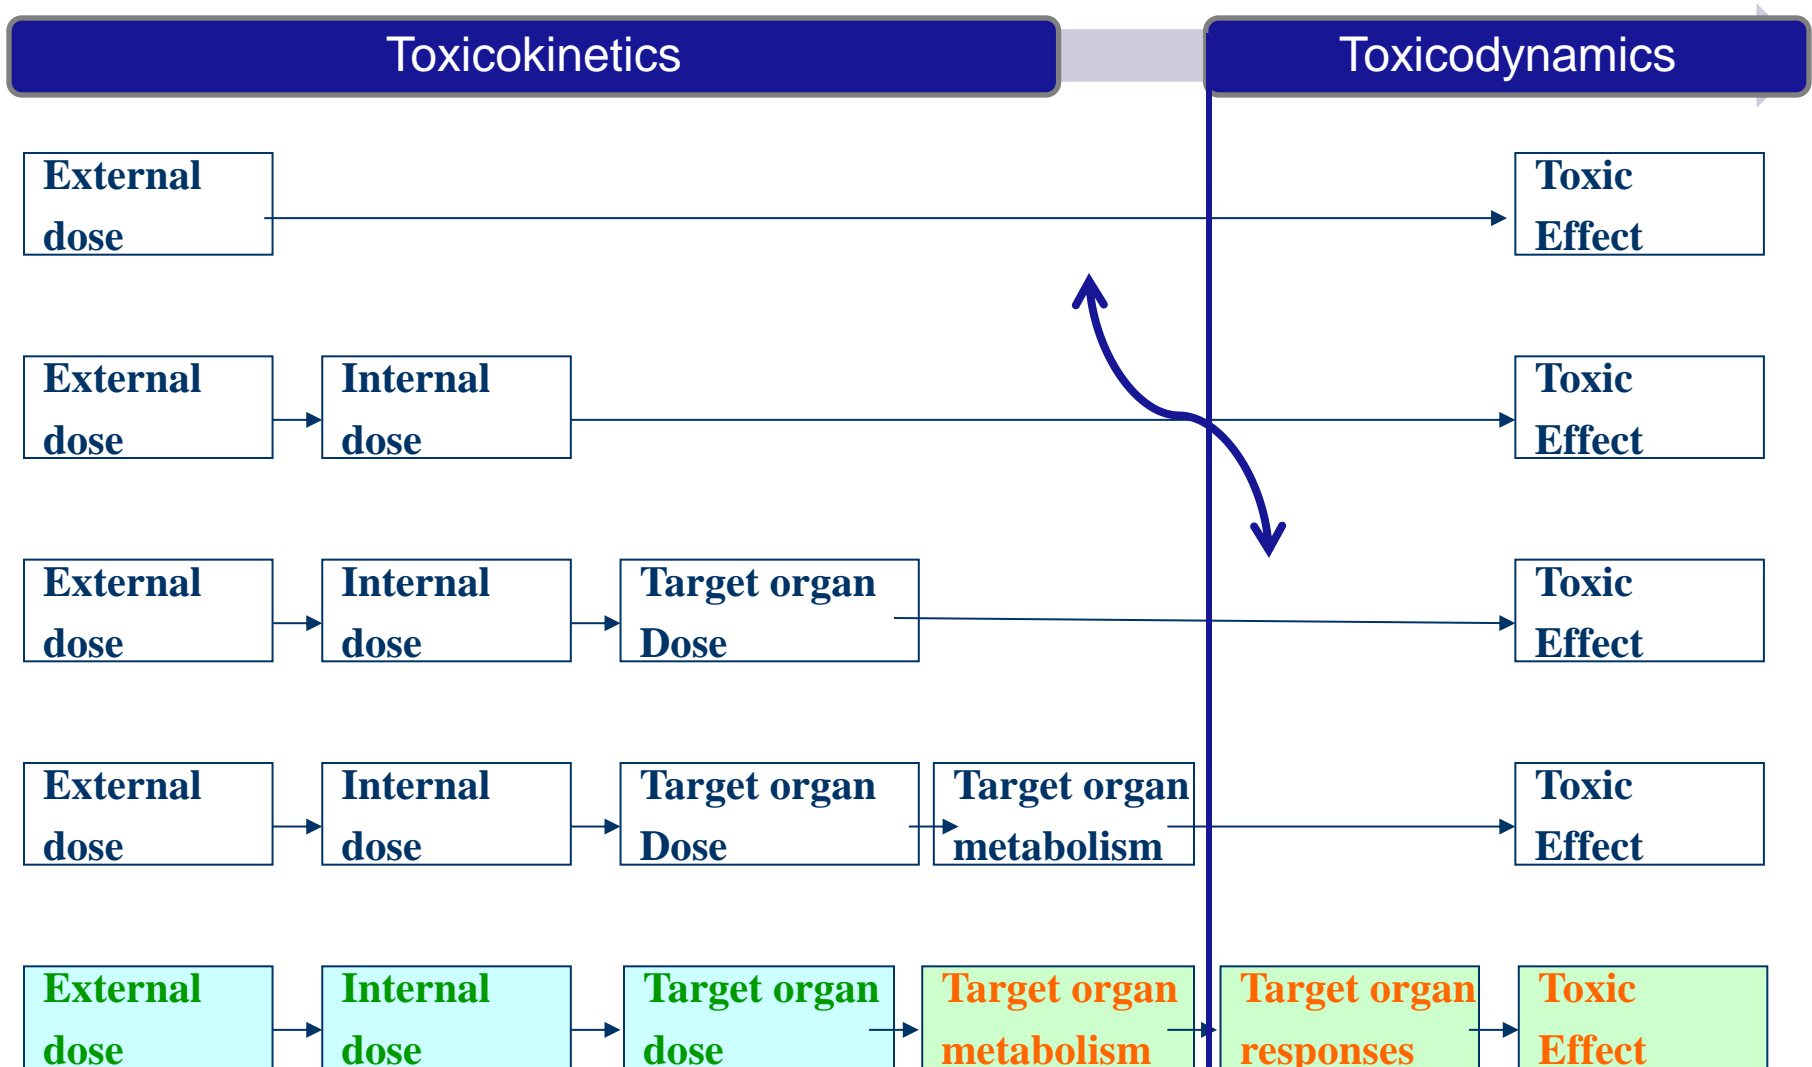 Toxicokinetics
Toxicodynamics
External
dose
Toxic
Effect
External
dose
Internal
dose
Toxic
Effect
External
dose
Internal
dose
Target organ
Dose
Toxic
Effect
External
dose
Internal
dose
Target organ
Dose
Target organ
metabolism
Toxic
Effect
External
dose
Internal
dose
Target organ
dose
Target organ
metabolism
Target organ
responses
Toxic
Effect